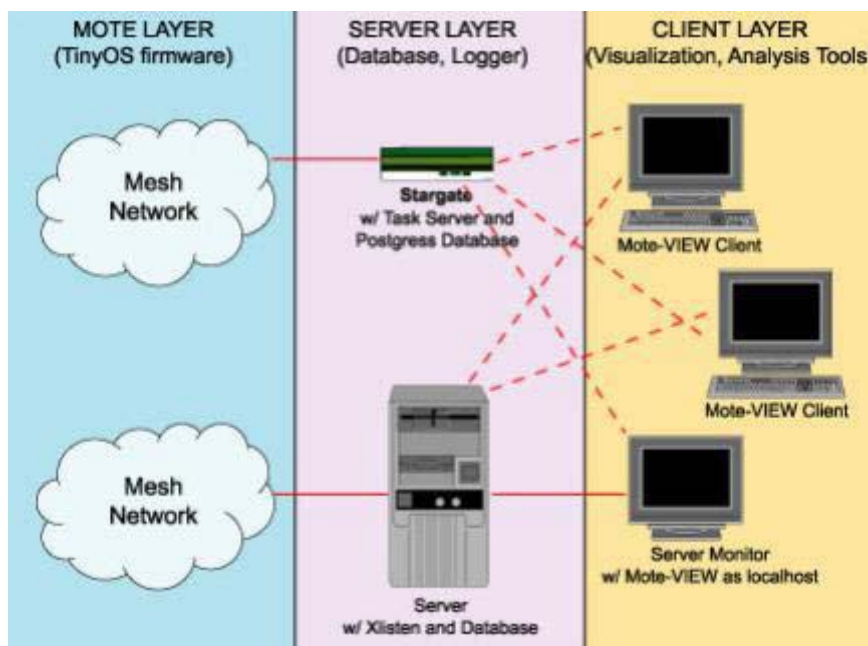 MOTE LAYER
(TinyOS firmware)
SERVER LAYER
(Database, Logger)
CLIENT LAYER
(Visualization, Analysis Tools)
Mesh
Network
Stargate
w/ Task Server and
Postgress Database
Mote-VIEW Client
Mote-VIEW Client
Mesh
Network
Server
w/ Xlisten and Database
Server Monitor
w/ Mote-VIEW as localhost